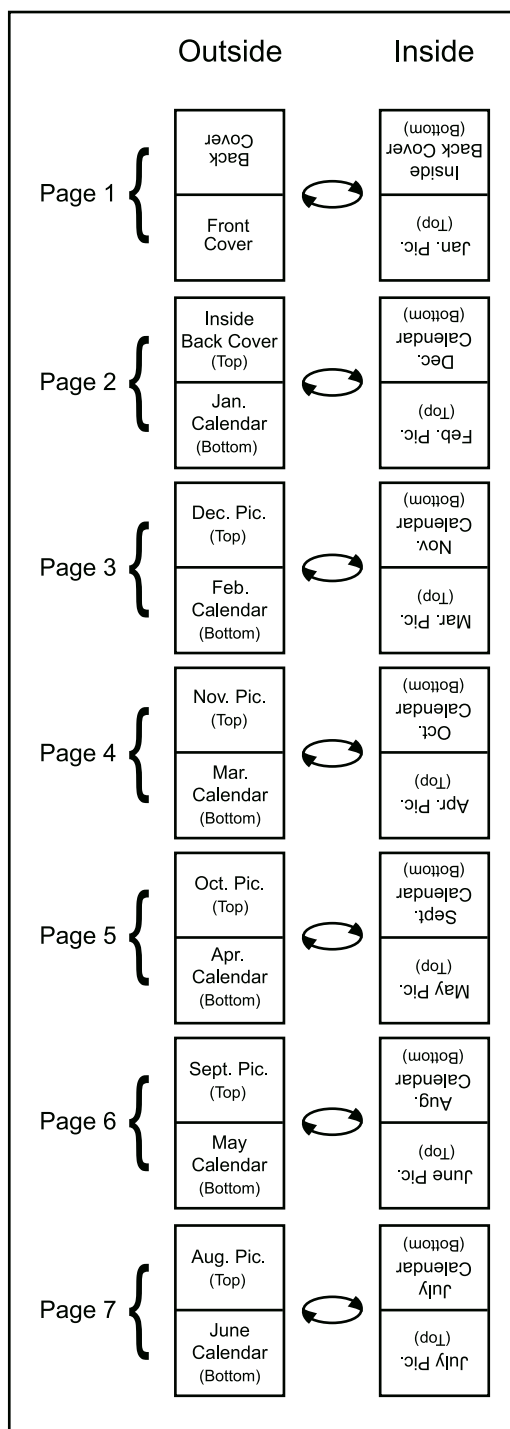 Outside
Inside
Page 1
Back
Cover
Front
Cover
Inside
Back Cover
(Bottom)
Jan. Pic.
(Top)
Page 2
Inside
Back Cover
(Top)
Jan.
Calendar
(Bottom)
Dec.
Calendar
(Bottom)
Feb. Pic.
(Top)
Page 3
Dec. Pic.
(Top)
Feb.
Calendar
(Bottom)
Nov.
Calendar
(Bottom)
Mar. Pic.
(Top)
Page 4
Nov. Pic.
(Top)
Mar.
Calendar
(Bottom)
Oct.
Calendar
(Bottom)
Apr. Pic.
(Top)
Page 5
Oct. Pic.
(Top)
Apr.
Calendar
(Bottom)
Sept.
Calendar
(Bottom)
May Pic.
(Top)
Page 6
Sept. Pic.
(Top)
May
Calendar
(Bottom)
Aug.
Calendar
(Bottom)
June Pic.
(Top)
Page 7
Aug. Pic.
(Top)
June
Calendar
(Bottom)
July
Calendar
(Bottom)
July Pic.
(Top)